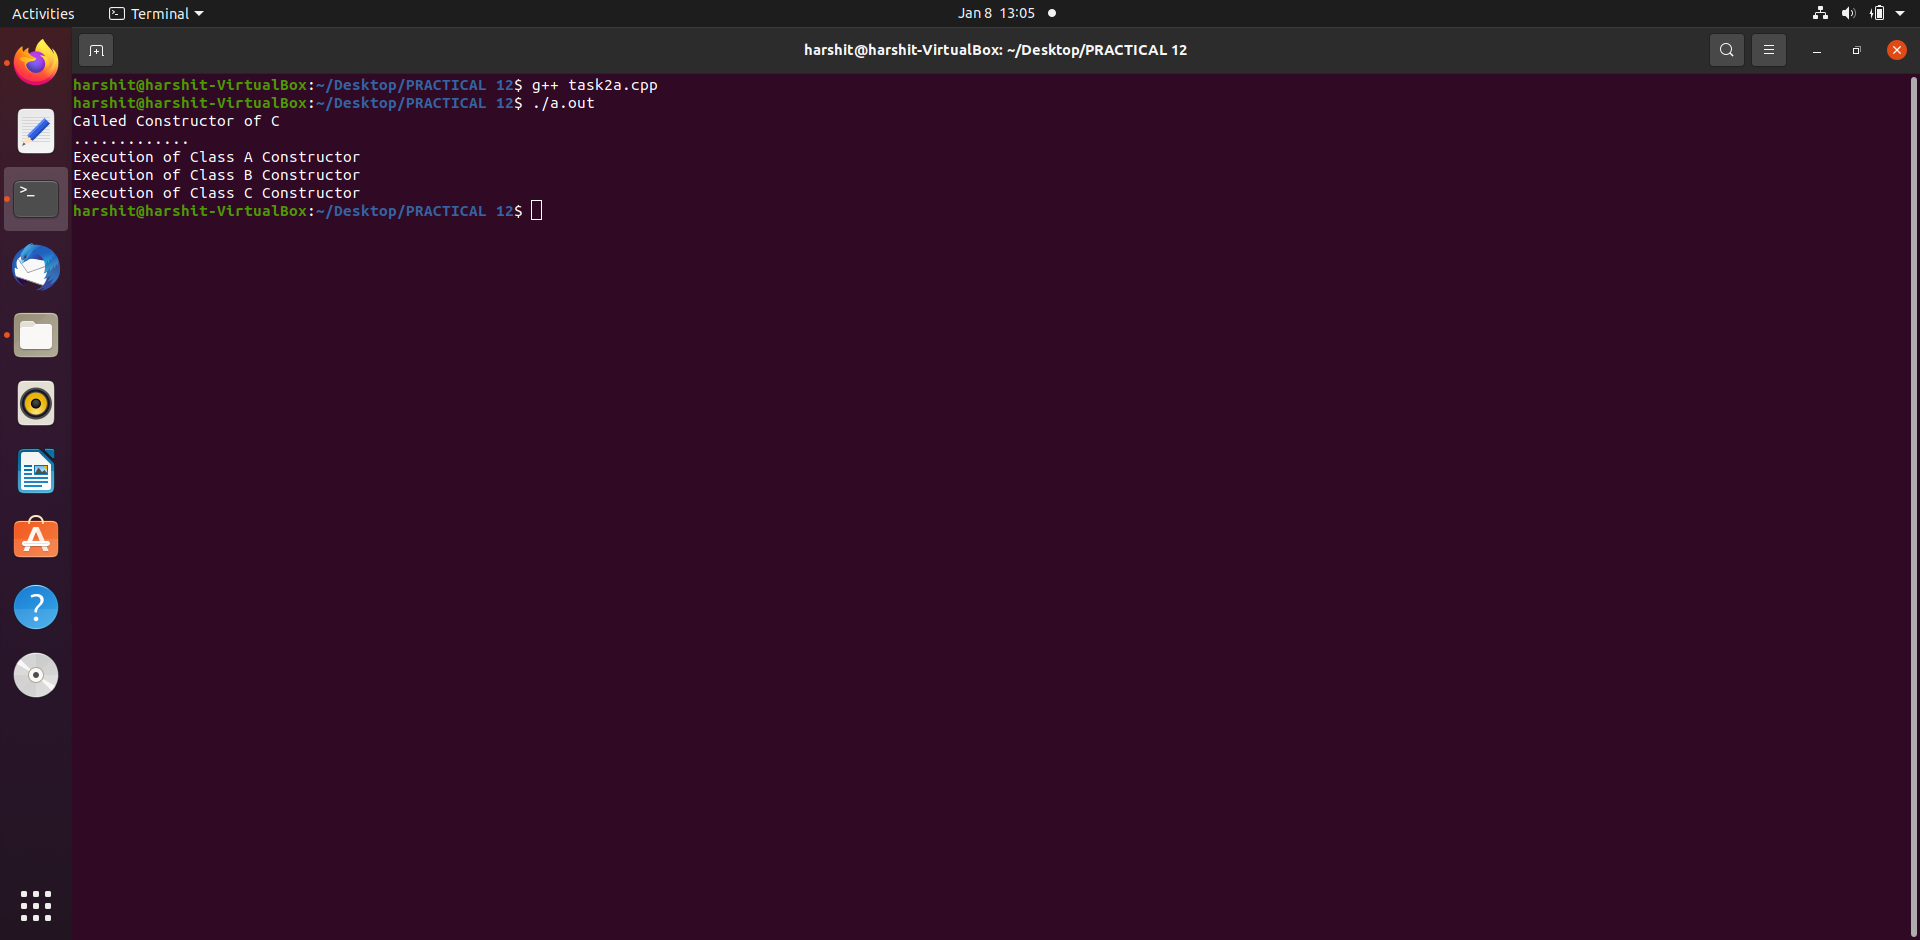 Activities
Terminal
Jan 8 13:05
harshit@harshit-VirtualBox: ~/Desktop/PRACTICAL 12
harshit@harshit-VirtualBox:~/Desktop/PRACTICAL 12$ g++ task2a.cpp
harshit@harshit-VirtualBox:~/Desktop/PRACTICAL 12$ ./a.out
Called Constructor of C
.............
Execution of Class A Constructor
Execution of Class B Constructor
Execution of Class C Constructor
harshit@harshit-VirtualBox:~/Desktop/PRACTICAL 12$